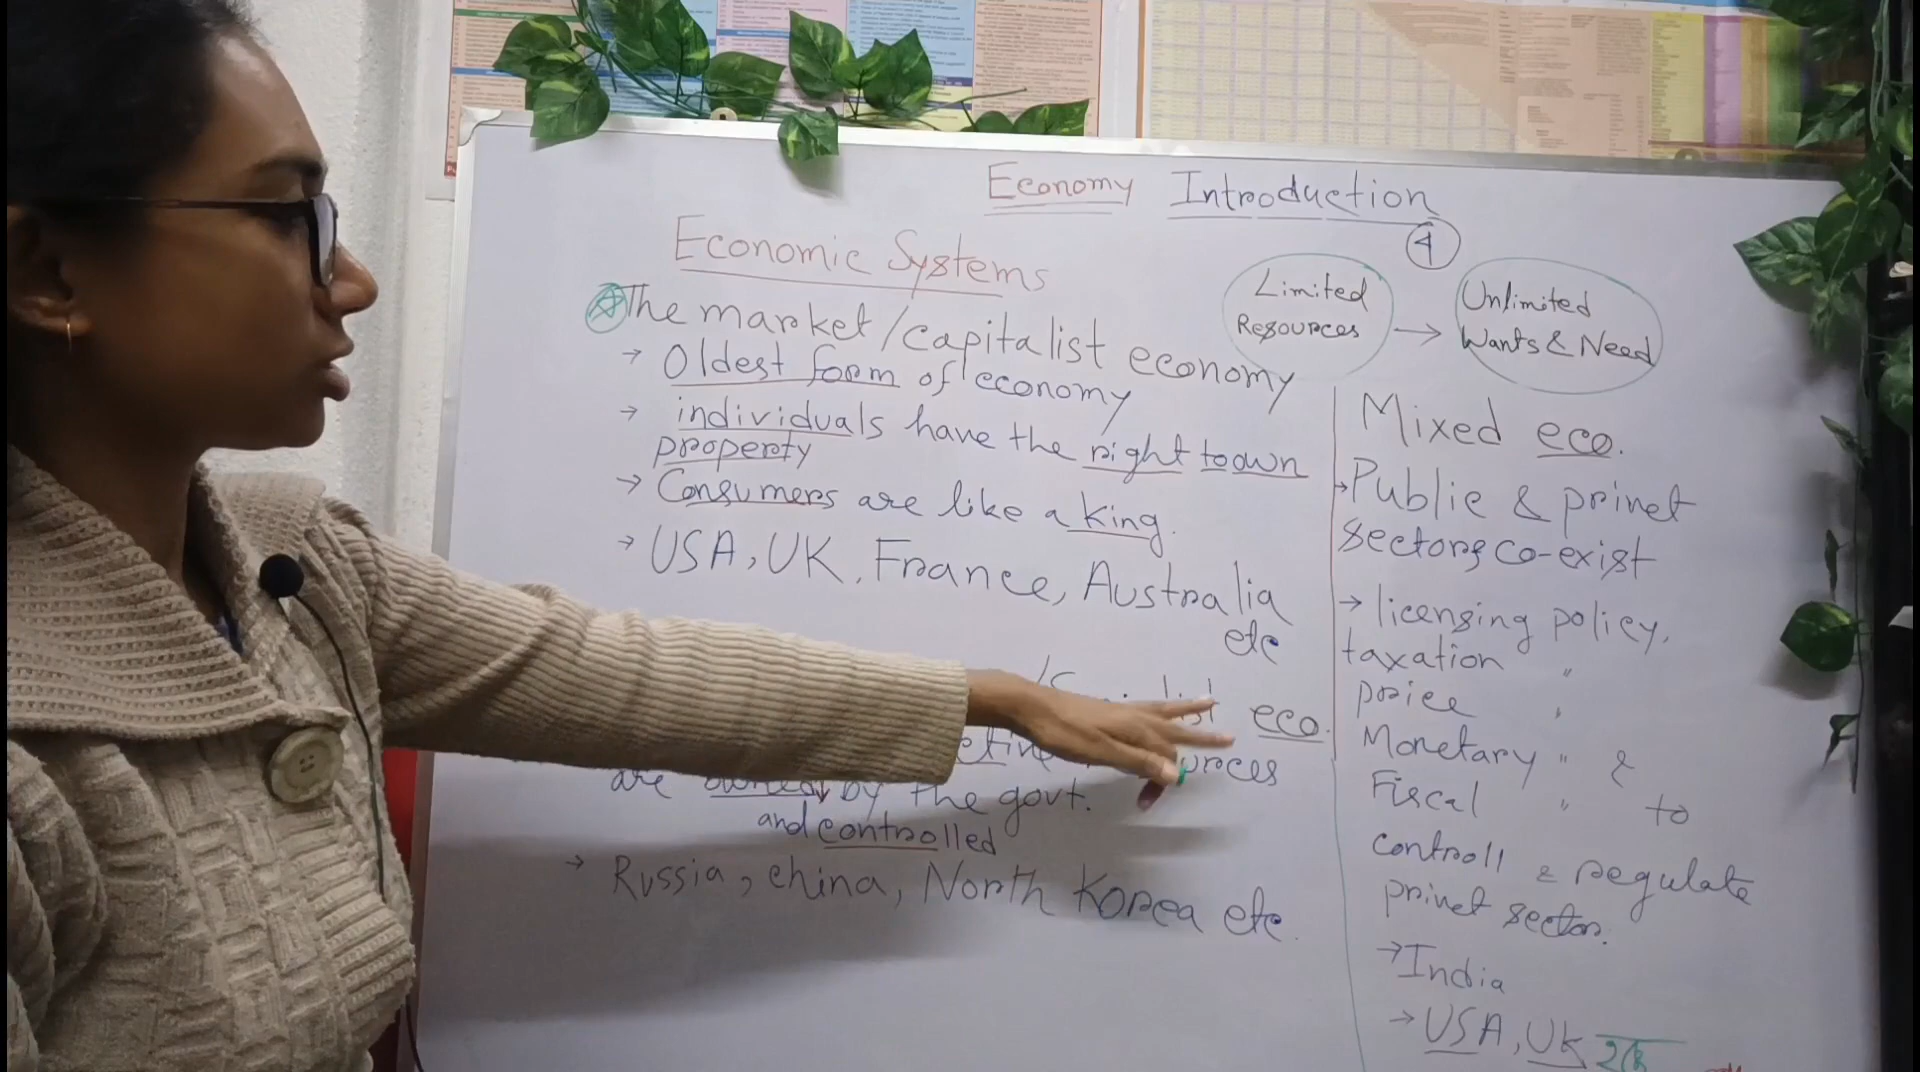 Economy Introduction
4
Economic Systems
Limited
Resources
Unlimited
Wants & Need
The market/capitalist economy
→ Oldest form of economy
→ individuals have the right to own
property
→ Consumers are like a king.
→ USA, UK, France, Australia
etc
eco.
are owned by the govt.
and controlled
→ Russia, china, North Korea etc.
Mixed eco.
→ Public & privet
sectors co-exist
→ licensing policy,
taxation "
price "
Monetary " &
Fiscal " to
controll & regulate
privet sector.
→ India
→ USA, UK